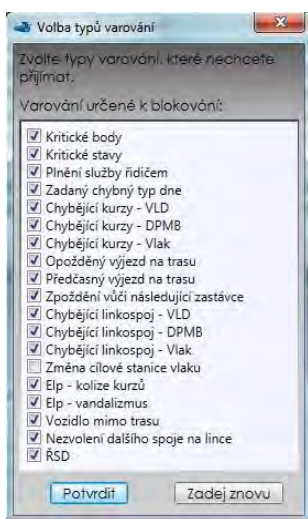 Volba typů varování
Zvolte typy varování, které nechcete
přijímat.
Varování určené k blokování:
Kritické body
Kritické stavy
Plnění služby řidičem
Zadaný chybný typ dne
Chybějící kurzy - VLD
Chybějící kurzy - DPMB
Chybějící kurzy - Vlak
Opožděný výjezd na trasu
Předčasný výjezd na trasu
Zpoždění vůči následující zastávce
Chybějící linkospoj - VLD
Chybějící linkospoj - DPMB
Chybějící linkospoj - Vlak
Změna cílové stanice vlaku
Elp - kolize kurzů
Elp - vandalizmus
Vozidlo mimo trasu
Nezvolení dalšího spoje na lince
ŘSD
Potvrdit
Zadej znovu